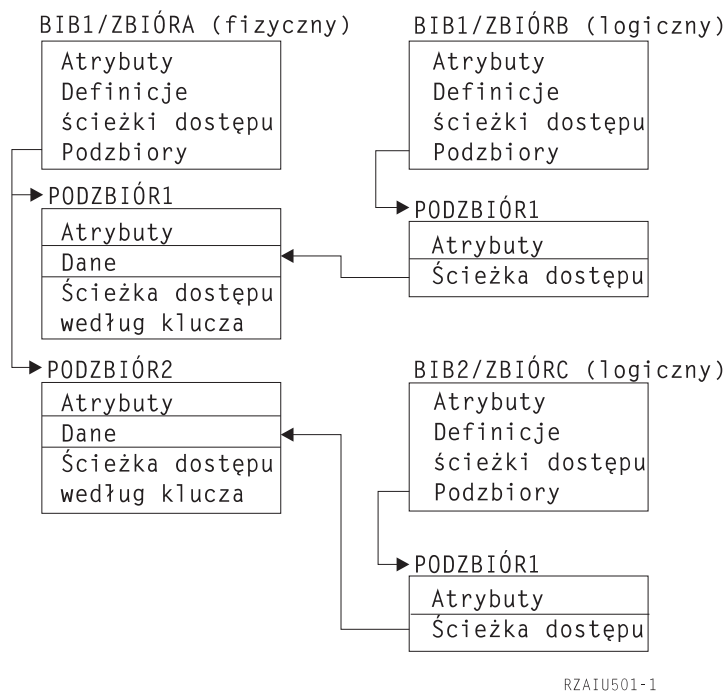 BIB1/ZBIÓRA (fizyczny)
Atrybuty
Definicje
ścieżki dostępu
Podzbiory
PODZBIÓR1
Atrybuty
Dane
Ścieżka dostępu
według klucza
PODZBIÓR2
Atrybuty
Dane
Ścieżka dostępu
według klucza
BIB1/ZBIÓRB (logiczny)
Atrybuty
Definicje
ścieżki dostępu
Podzbiory
PODZBIÓR1
Atrybuty
Ścieżka dostępu
BIB2/ZBIÓRC (logiczny)
Atrybuty
Definicje
ścieżki dostępu
Podzbiory
PODZBIÓR1
Atrybuty
Ścieżka dostępu
RZAIU501-1